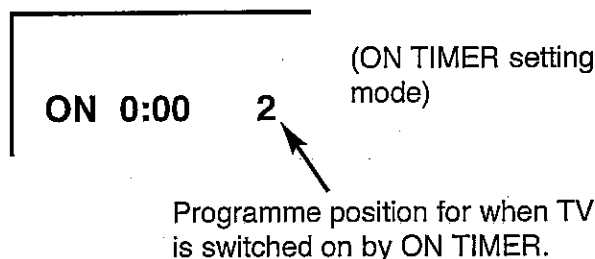 (ON TIMER setting
mode)
ON 0:00 2
Programme position for when TV
is switched on by ON TIMER.